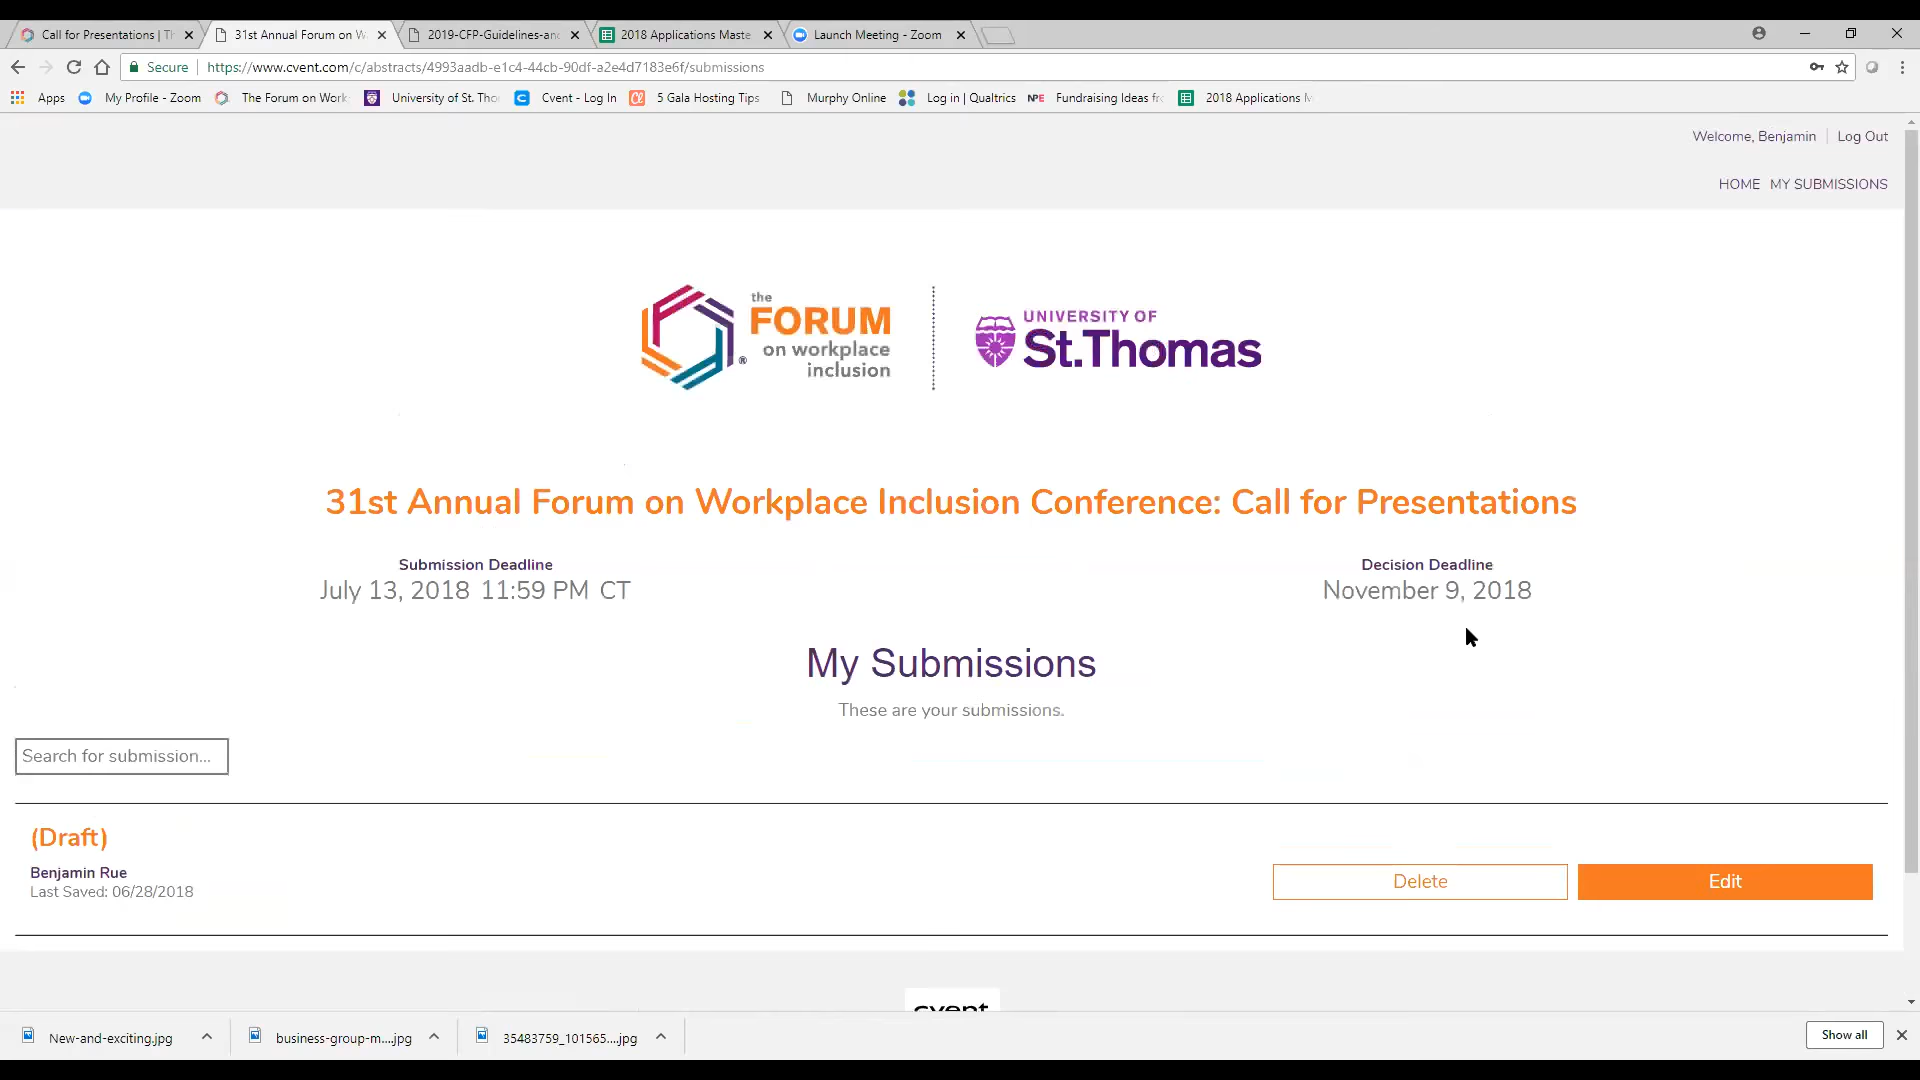 Call for Presentations | Th
31st Annual Forum on W
2019-CFP-Guidelines-and
2018 Applications Maste
Launch Meeting - Zoom
Secure
https://www.cvent.com/c/abstracts/4993aadb-e1c4-44cb-90df-a2e4d7183e6f/submissions
Apps
My Profile - Zoom
The Forum on Work
University of St. Tho
Cvent - Log In
5 Gala Hosting Tips
Murphy Online
Log in | Qualtrics
NPE
Fundraising Ideas fr
2018 Applications M
Welcome, Benjamin
Log Out
HOME
MY SUBMISSIONS
the
FORUM
on workplace
inclusion
®
UNIVERSITY OF
St.Thomas
31st Annual Forum on Workplace Inclusion Conference: Call for Presentations
Submission Deadline
July 13, 2018 11:59 PM CT
Decision Deadline
November 9, 2018
My Submissions
These are your submissions.
Search for submission...
(Draft)
Benjamin Rue
Last Saved: 06/28/2018
Delete
Edit
cvent
New-and-exciting.jpg
business-group-m....jpg
35483759_101565....jpg
Show all